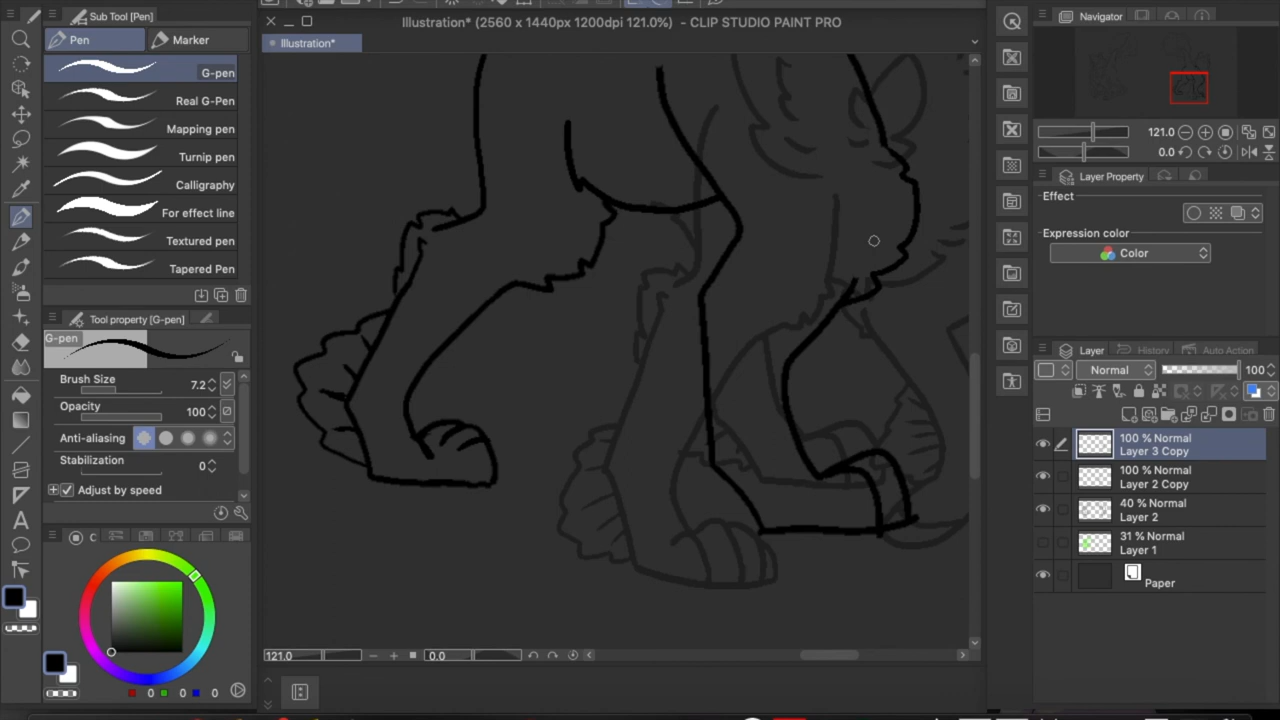 Sub Tool [Pen]
Pen
Marker
G-pen
Real G-Pen
Mapping pen
Turnip pen
Calligraphy
For effect line
Textured pen
Tapered Pen
Tool property [G-pen]
G-pen
Brush Size 7.2
Opacity 100
Anti-aliasing
Stabilization 0
Adjust by speed
C
0 0 0
Illustration* (2560 x 1440px 1200dpi 121.0%) - CLIP STUDIO PAINT PRO
Illustration*
121.0
0.0
Navigator
121.0
0.0
Layer Property
Effect
Expression color
Color
Layer
History
Auto Action
Normal
100
100 % Normal
Layer 3 Copy
100 % Normal
Layer 2 Copy
40 % Normal
Layer 2
31 % Normal
Layer 1
Paper